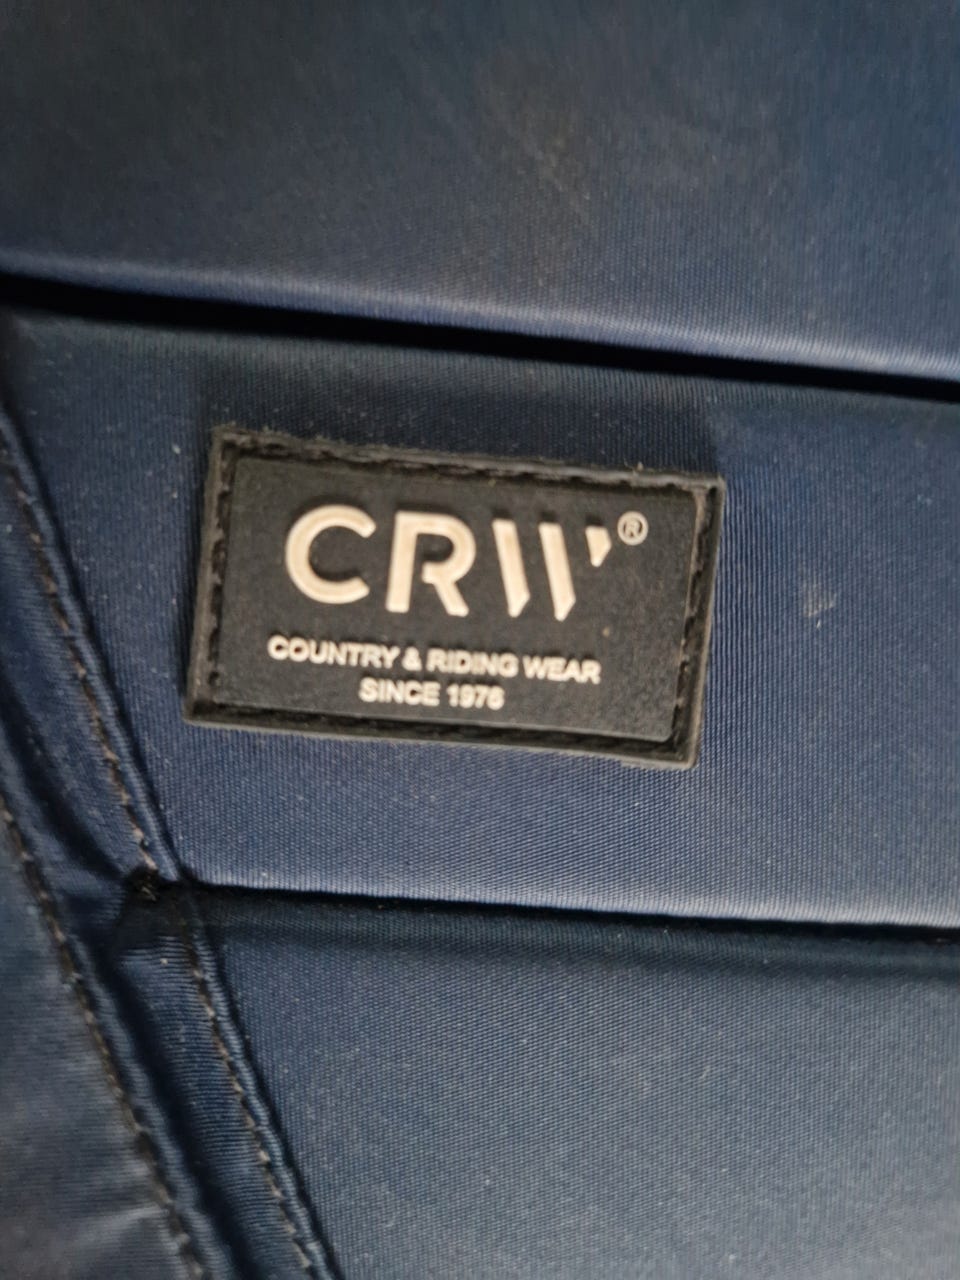 CRW®
COUNTRY & RIDING WEAR
SINCE 1976